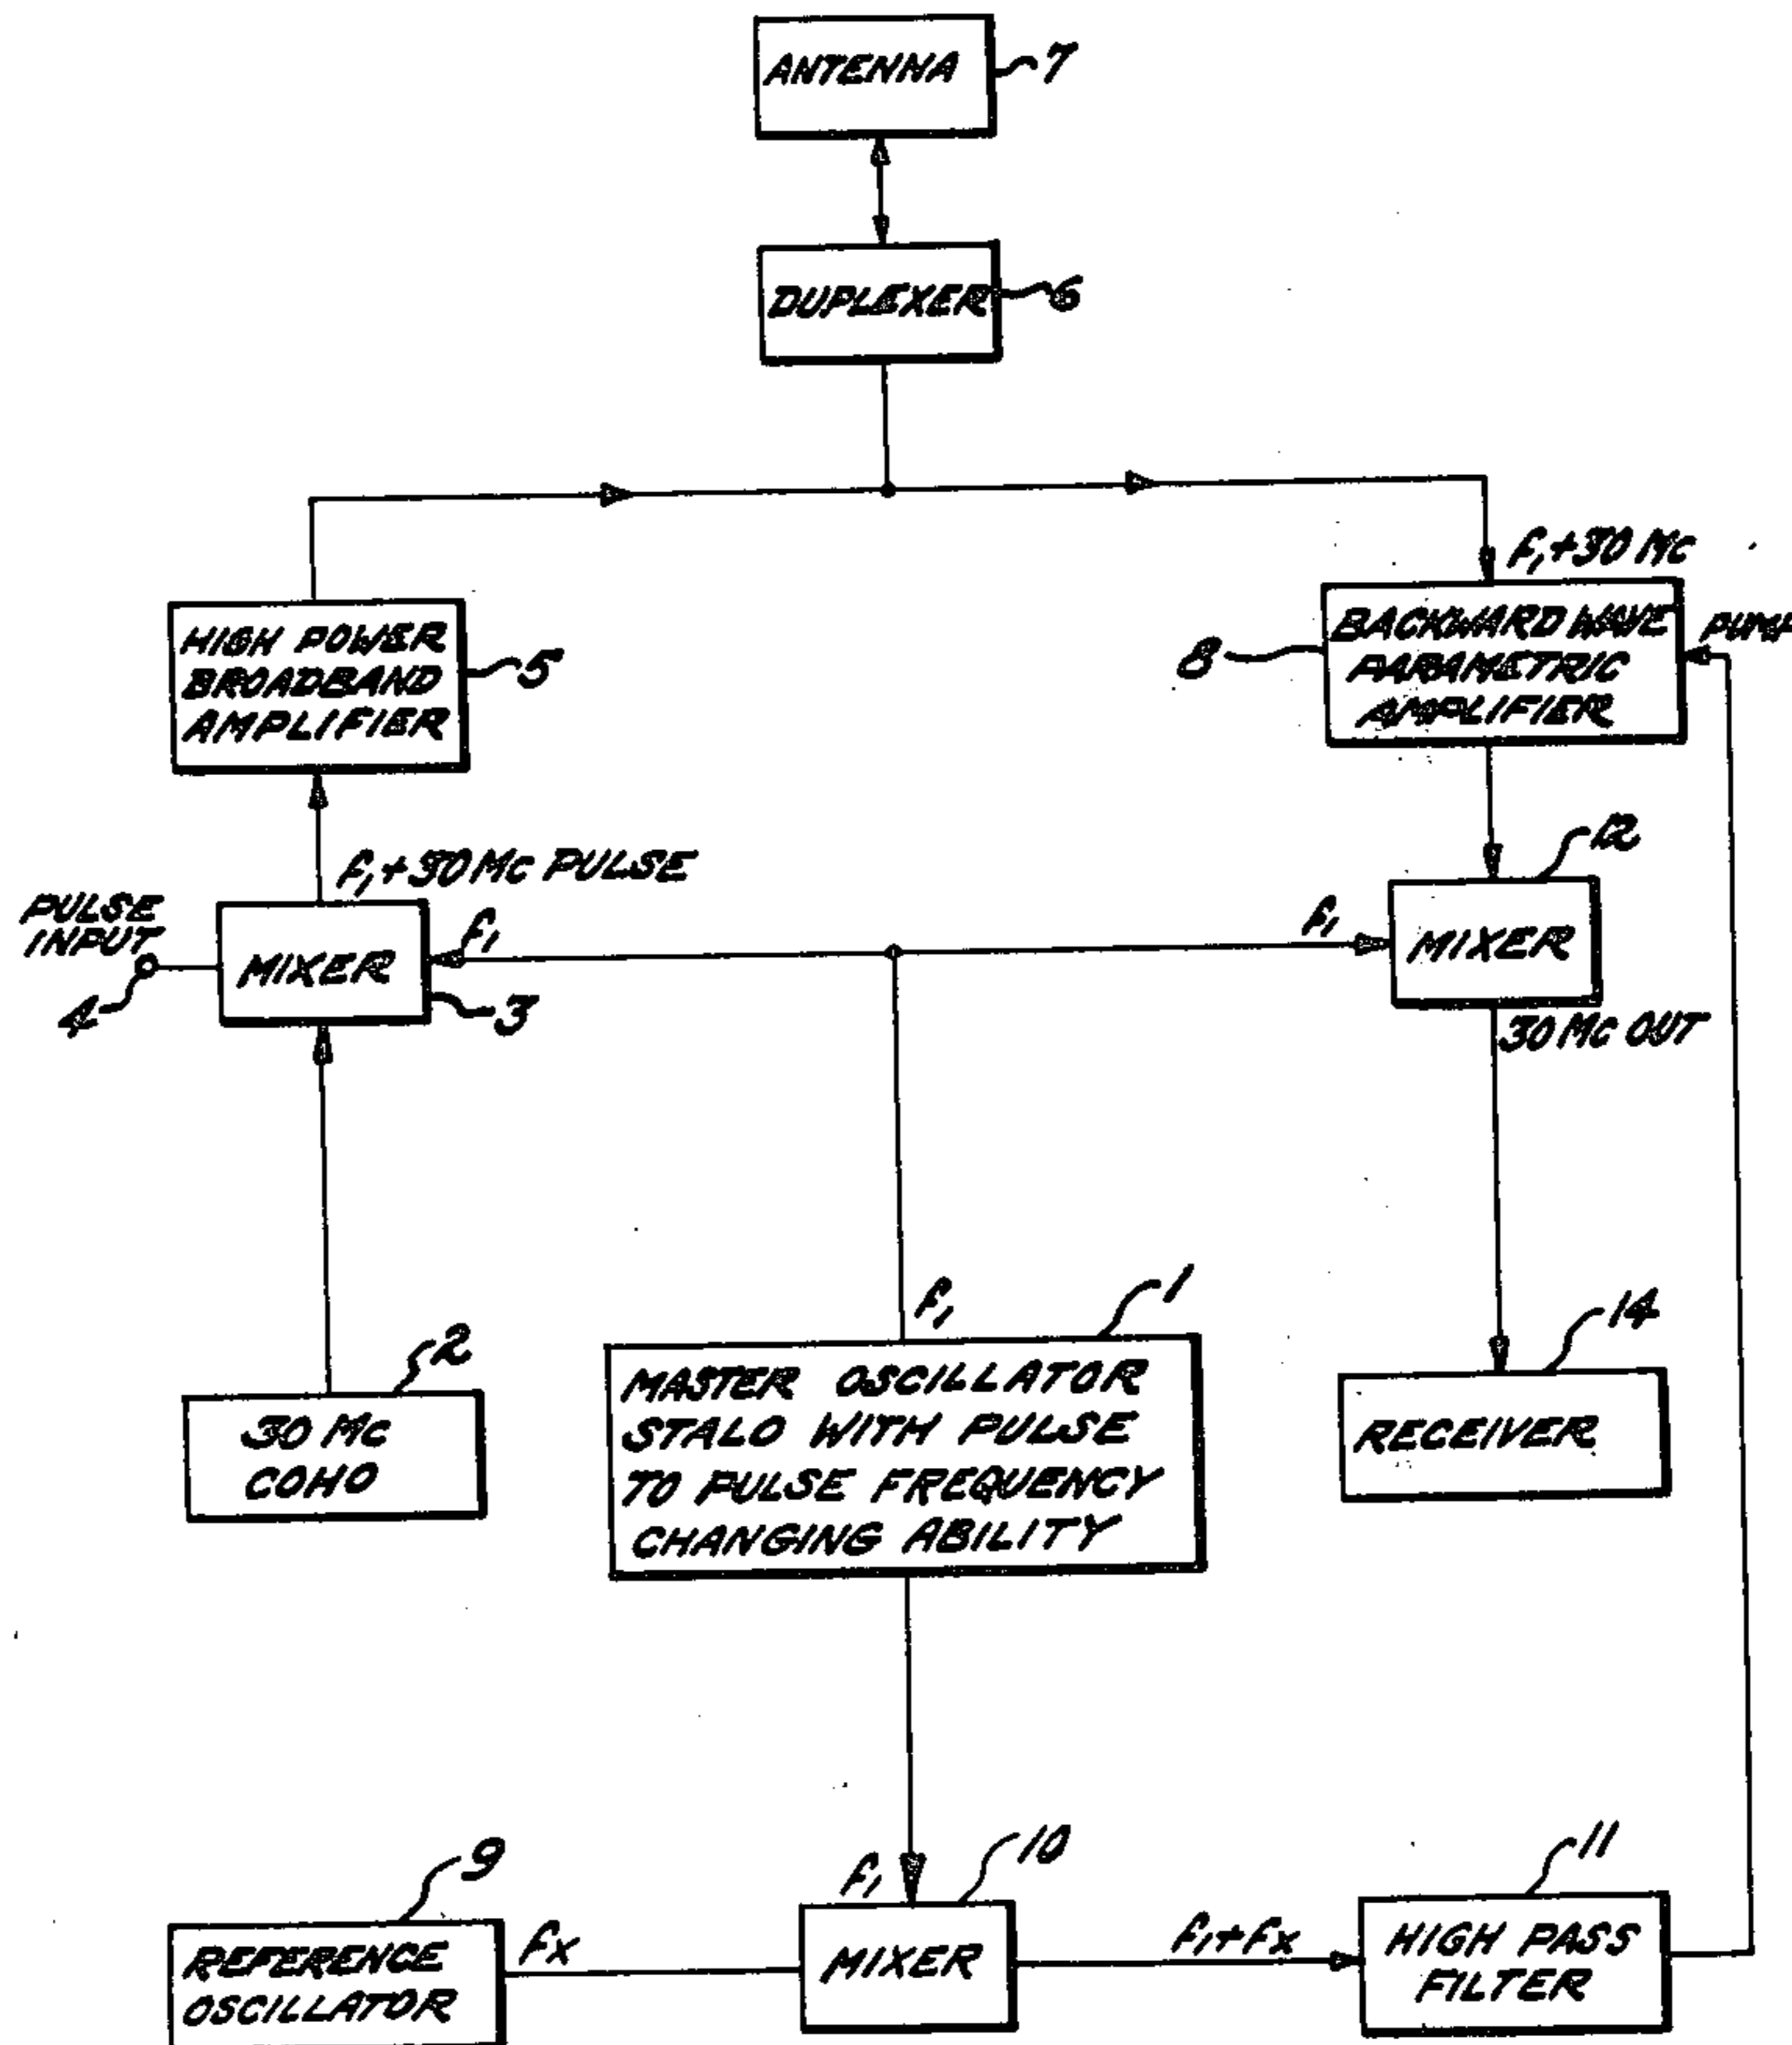 ANTENNA
7
DUPLEXER
6
f₁+30 Mc
HIGH POWER
BROADBAND
AMPLIFIER
5
8
BACKWARD WAVE
PARAMETRIC
AMPLIFIER
PUMP
f₁+30 Mc PULSE
12
PULSE
INPUT
4
MIXER
3
f₁
f₁
MIXER
30 Mc OUT
f₁
1
14
2
30 Mc
COHO
MASTER OSCILLATOR
STALO WITH PULSE
TO PULSE FREQUENCY
CHANGING ABILITY
RECEIVER
9
f₁
10
11
REFERENCE
OSCILLATOR
fx
MIXER
f₁+fx
HIGH PASS
FILTER